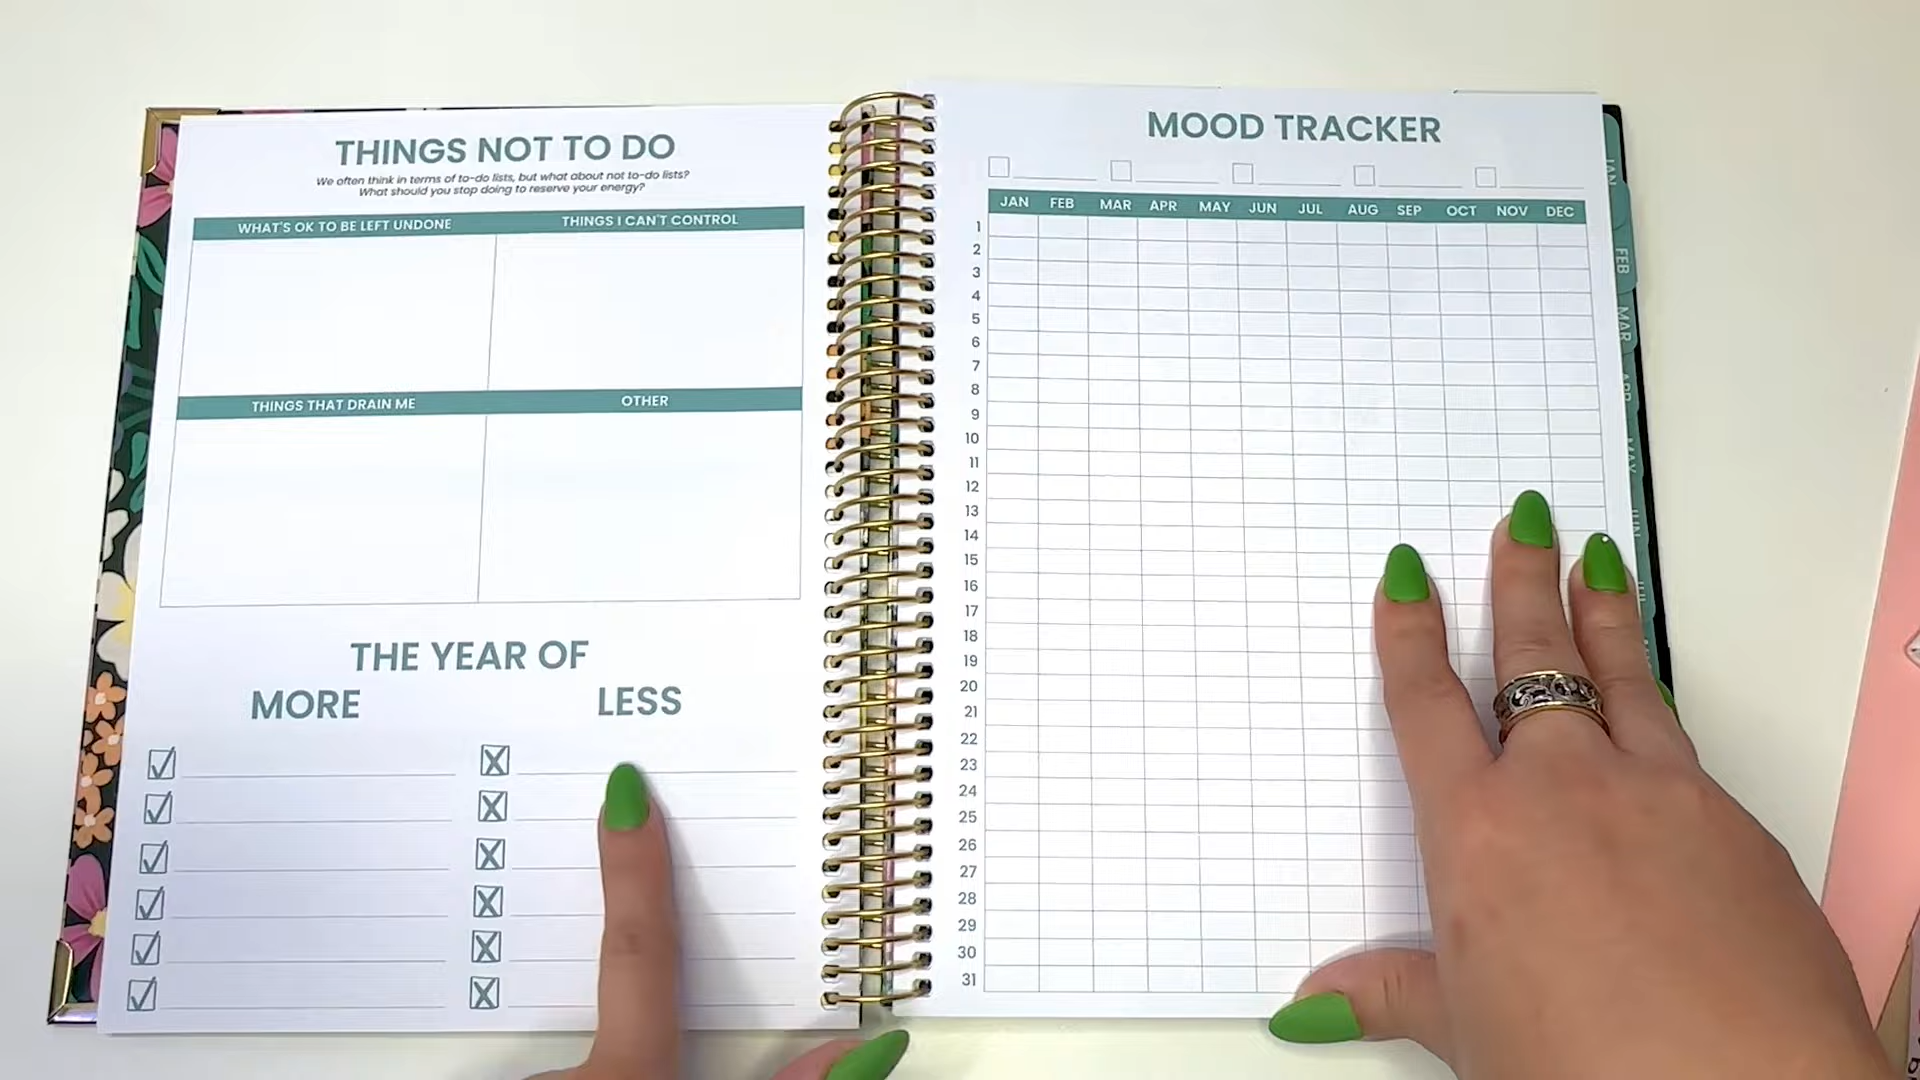 THINGS NOT TO DO
We often think in terms of to-do lists, but what about not to-do lists?
What should you stop doing to reserve your energy?
WHAT'S OK TO BE LEFT UNDONE THINGS I CAN'T CONTROL
THINGS THAT DRAIN ME OTHER
THE YEAR OF
MORE LESS
MOOD TRACKER
JAN FEB MAR APR MAY JUN JUL AUG SEP OCT NOV DEC
1
2
3
4
5
6
7
8
9
10
11
12
13
14
15
16
17
18
19
20
21
22
23
24
25
26
27
28
29
30
31
JAN
FEB
MAR
APR
MAY
JUN
JUL